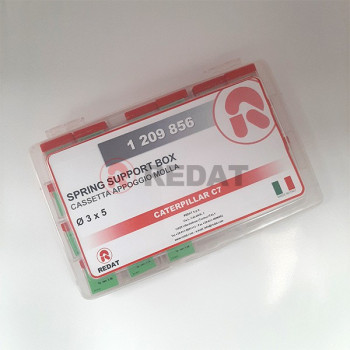 1 209 856
SPRING SUPPORT BOX
CASSETTA APPOGGIO MOLLA
Ø 3 x 5
CATERPILLAR C7
REDAT
REDAT